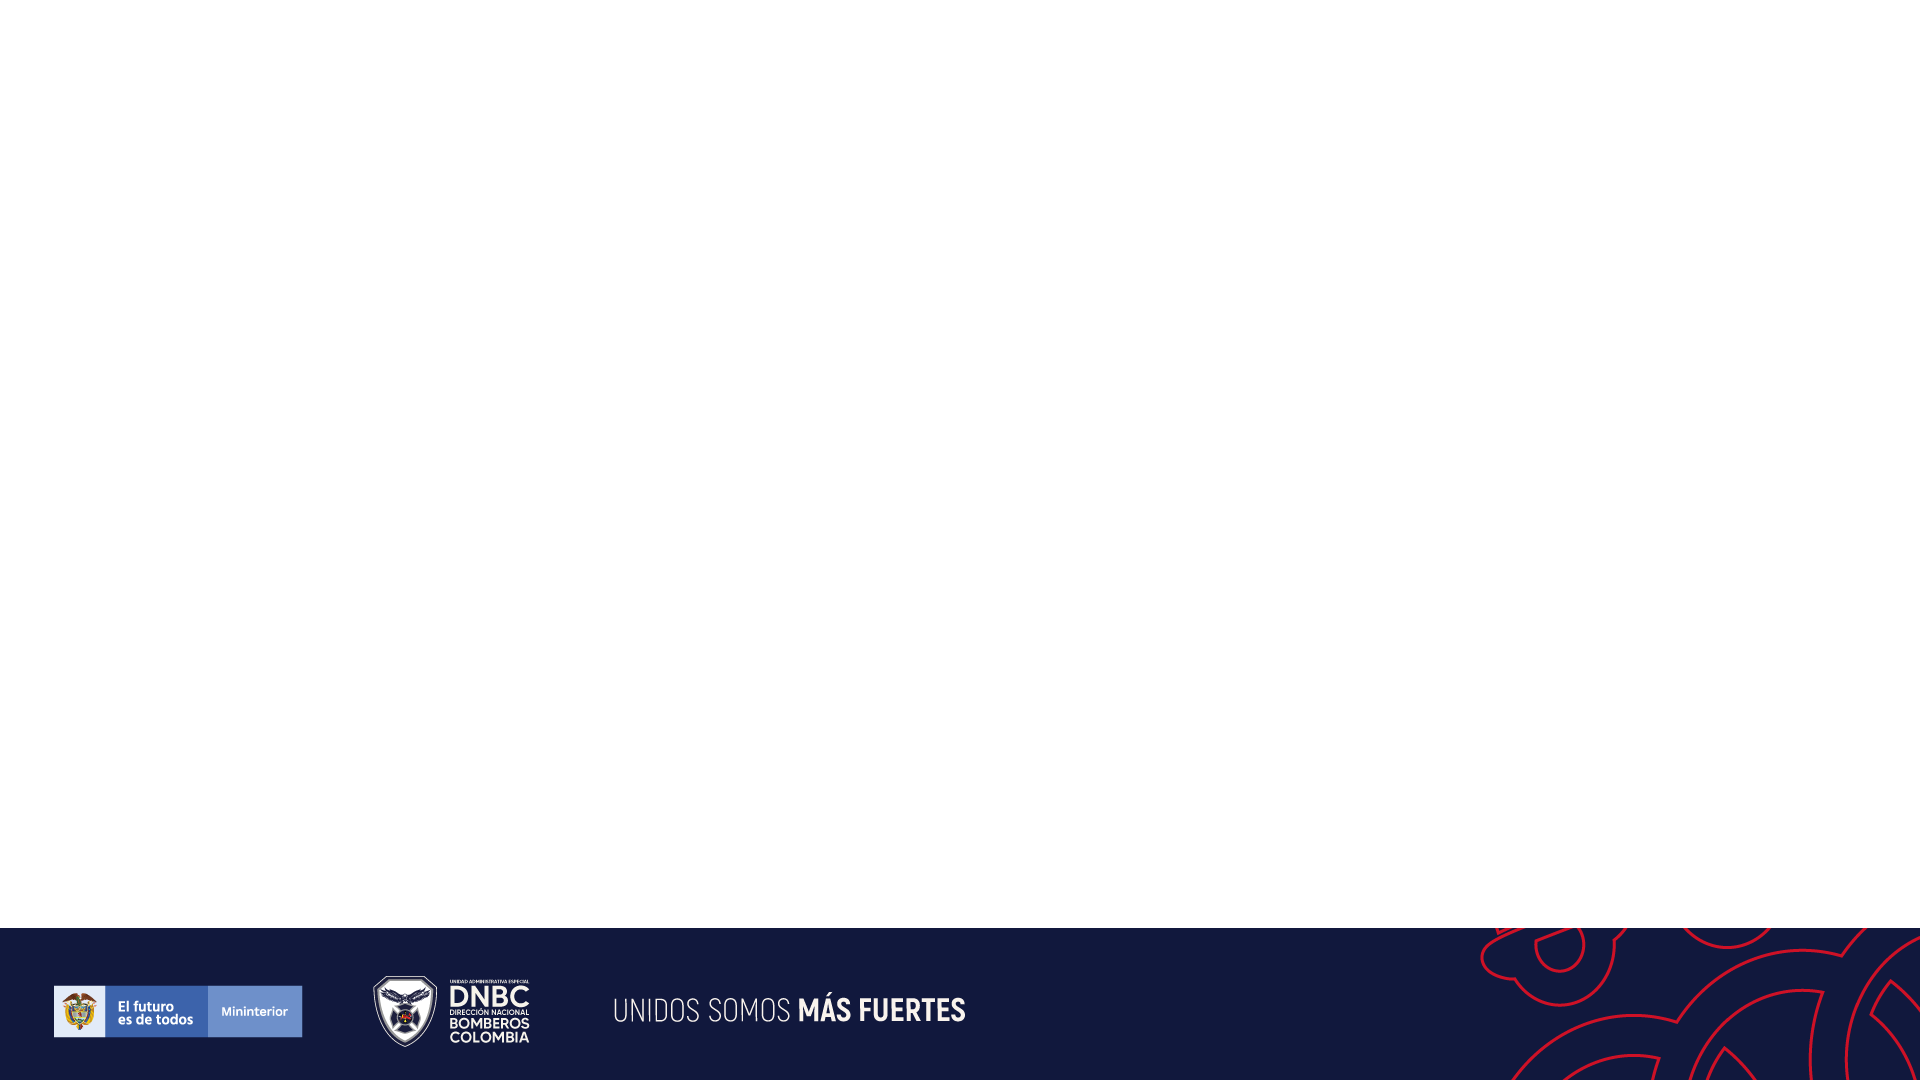 El futuro
es de todos
Mininterior
UNIDAD ADMINISTRATIVA ESPECIAL
DNBC
DIRECCIÓN NACIONAL
BOMBEROS
COLOMBIA
UNIDOS SOMOS MÁS FUERTES